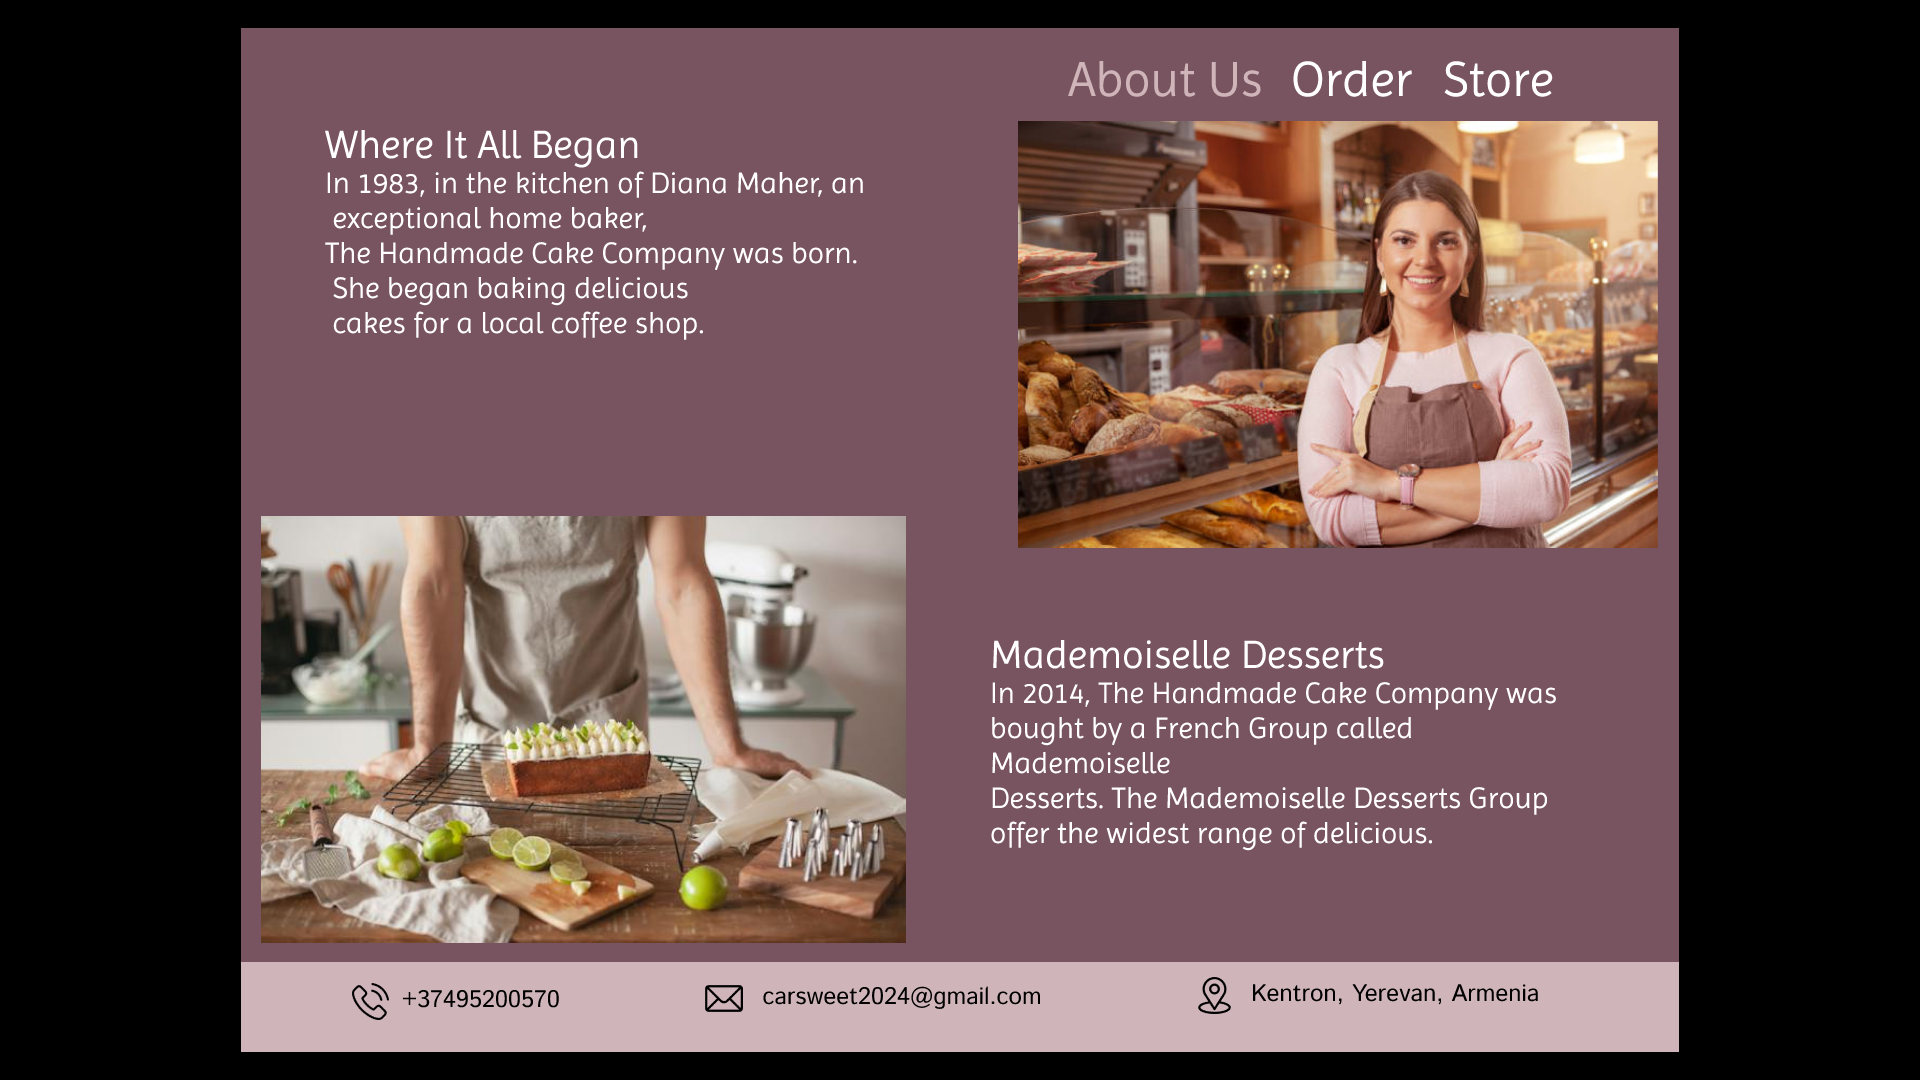 About Us Order Store
Where It All Began
In 1983, in the kitchen of Diana Maher, an
exceptional home baker,
The Handmade Cake Company was born.
She began baking delicious
cakes for a local coffee shop.
Mademoiselle Desserts
In 2014, The Handmade Cake Company was
bought by a French Group called
Mademoiselle
Desserts. The Mademoiselle Desserts Group
offer the widest range of delicious.
+37495200570
carsweet2024@gmail.com
Kentron, Yerevan, Armenia